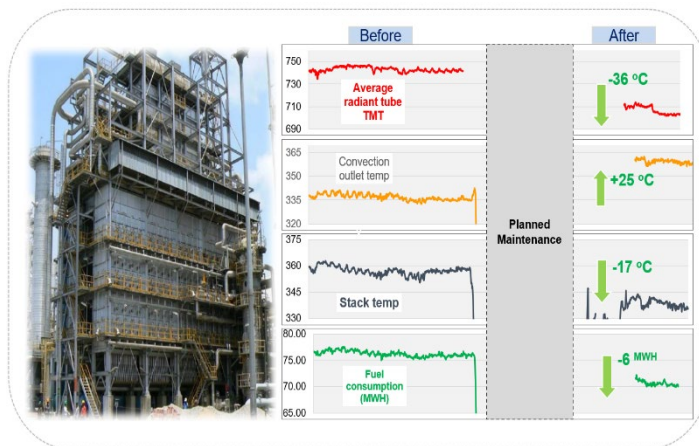 Before
After
750
730
710
690
Average
radiant tube
TMT
-36 °C
365
350
335
320
Convection
outlet temp
+25 °C
Planned
Maintenance
375
360
345
330
Stack temp
-17 °C
80.00
75.00
70.00
65.00
Fuel
consumption
(MWH)
-6 MWH